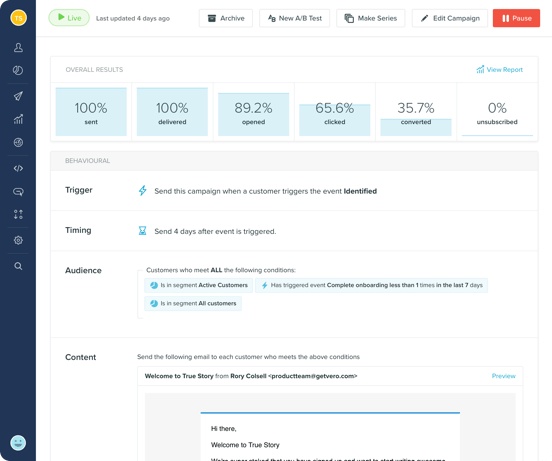 TS
Live
Last updated 4 days ago
Archive
New A/B Test
Make Series
Edit Campaign
Pause
OVERALL RESULTS
View Report
100%
sent
100%
delivered
89.2%
opened
65.6%
clicked
35.7%
converted
0%
unsubscribed
BEHAVIOURAL
Trigger
Send this campaign when a customer triggers the event Identified
Timing
Send 4 days after event is triggered.
Audience
Customers who meet ALL the following conditions:
Is in segment Active Customers
Has triggered event Complete onboarding less than 1 times in the last 7 days
Is in segment All customers
Content
Send the following email to each customer who meets the above conditions
Welcome to True Story from Rory Colsell <productteam@getvero.com>
Preview
Hi there,
Welcome to True Story